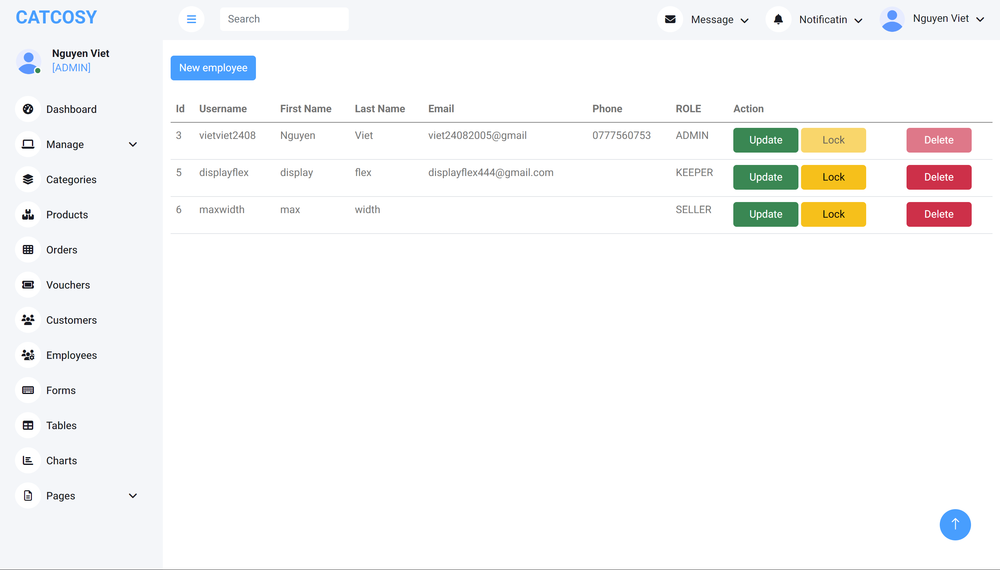 CATCOSY
Search
Message
Notificatin
Nguyen Viet
Nguyen Viet
[ADMIN]
Dashboard
Manage
Categories
Products
Orders
Vouchers
Customers
Employees
Forms
Tables
Charts
Pages
New employee
Id Username First Name Last Name Email Phone ROLE Action
3 vietviet2408 Nguyen Viet viet24082005@gmail 0777560753 ADMIN Update Lock Delete
5 displayflex display flex displayflex444@gmail.com KEEPER Update Lock Delete
6 maxwidth max width SELLER Update Lock Delete